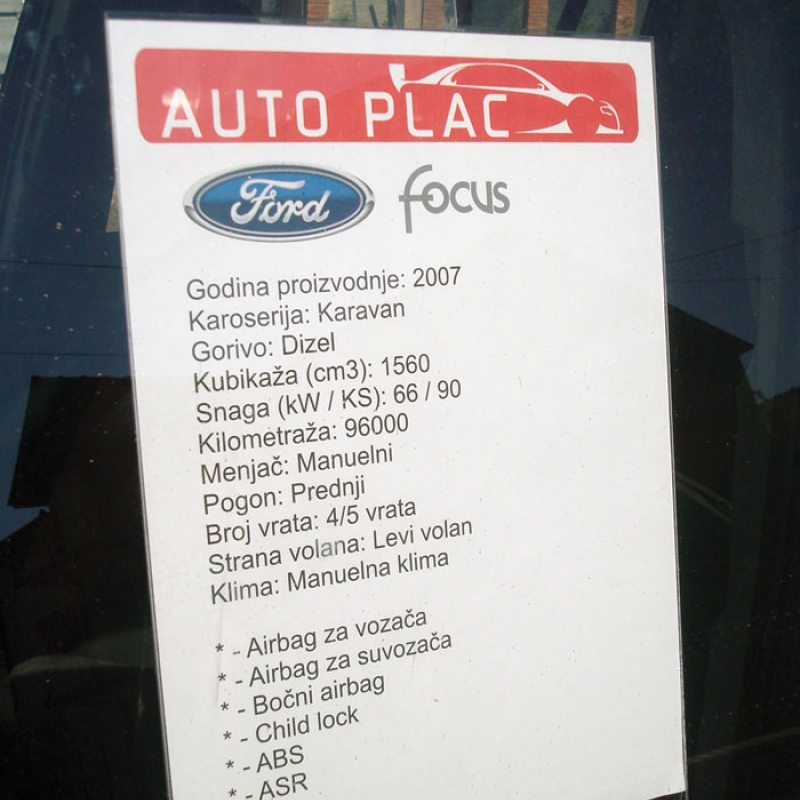 AUTO PLAC
Ford focus
Godina proizvodnje: 2007
Karoserija: Karavan
Gorivo: Dizel
Kubikaža (cm3): 1560
Snaga (kW / KS): 66 / 90
Kilometraža: 96000
Menjač: Manuelni
Pogon: Prednji
Broj vrata: 4/5 vrata
Strana volana: Levi volan
Klima: Manuelna klima
* - Airbag za vozača
* - Airbag za suvozača
* - Bočni airbag
* - Child lock
* - ABS
* - ASR